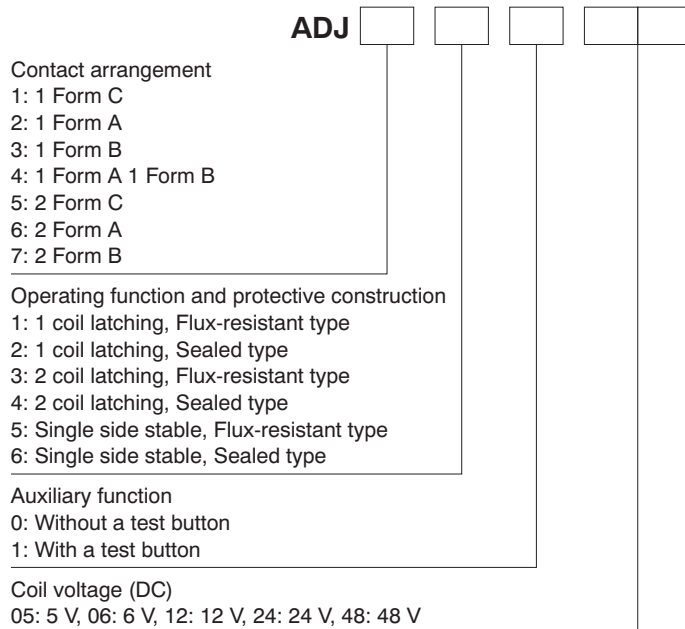 ADJ
Contact arrangement
1: 1 Form C
2: 1 Form A
3: 1 Form B
4: 1 Form A 1 Form B
5: 2 Form C
6: 2 Form A
7: 2 Form B
Operating function and protective construction
1: 1 coil latching, Flux-resistant type
2: 1 coil latching, Sealed type
3: 2 coil latching, Flux-resistant type
4: 2 coil latching, Sealed type
5: Single side stable, Flux-resistant type
6: Single side stable, Sealed type
Auxiliary function
0: Without a test button
1: With a test button
Coil voltage (DC)
05: 5 V, 06: 6 V, 12: 12 V, 24: 24 V, 48: 48 V